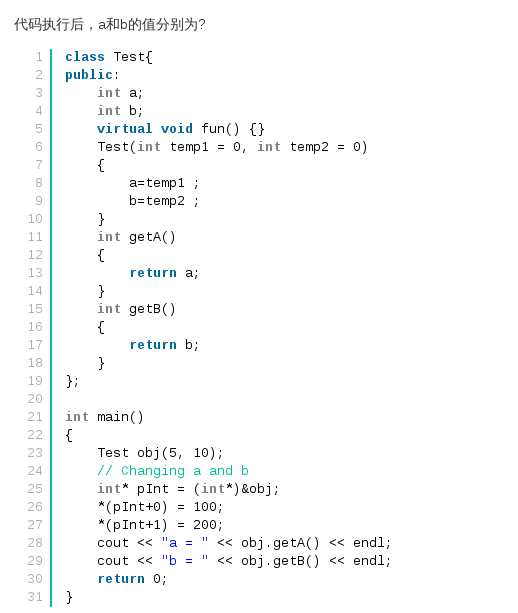 代码执行后，a和b的值分别为?
1 class Test{
2 public:
3     int a;
4     int b;
5     virtual void fun() {}
6     Test(int temp1 = 0, int temp2 = 0)
7     {
8         a=temp1 ;
9         b=temp2 ;
10     }
11     int getA()
12     {
13         return a;
14     }
15     int getB()
16     {
17         return b;
18     }
19 };
20
21 int main()
22 {
23     Test obj(5, 10);
24     // Changing a and b
25     int* pInt = (int*)&obj;
26     *(pInt+0) = 100;
27     *(pInt+1) = 200;
28     cout << "a = " << obj.getA() << endl;
29     cout << "b = " << obj.getB() << endl;
30     return 0;
31 }